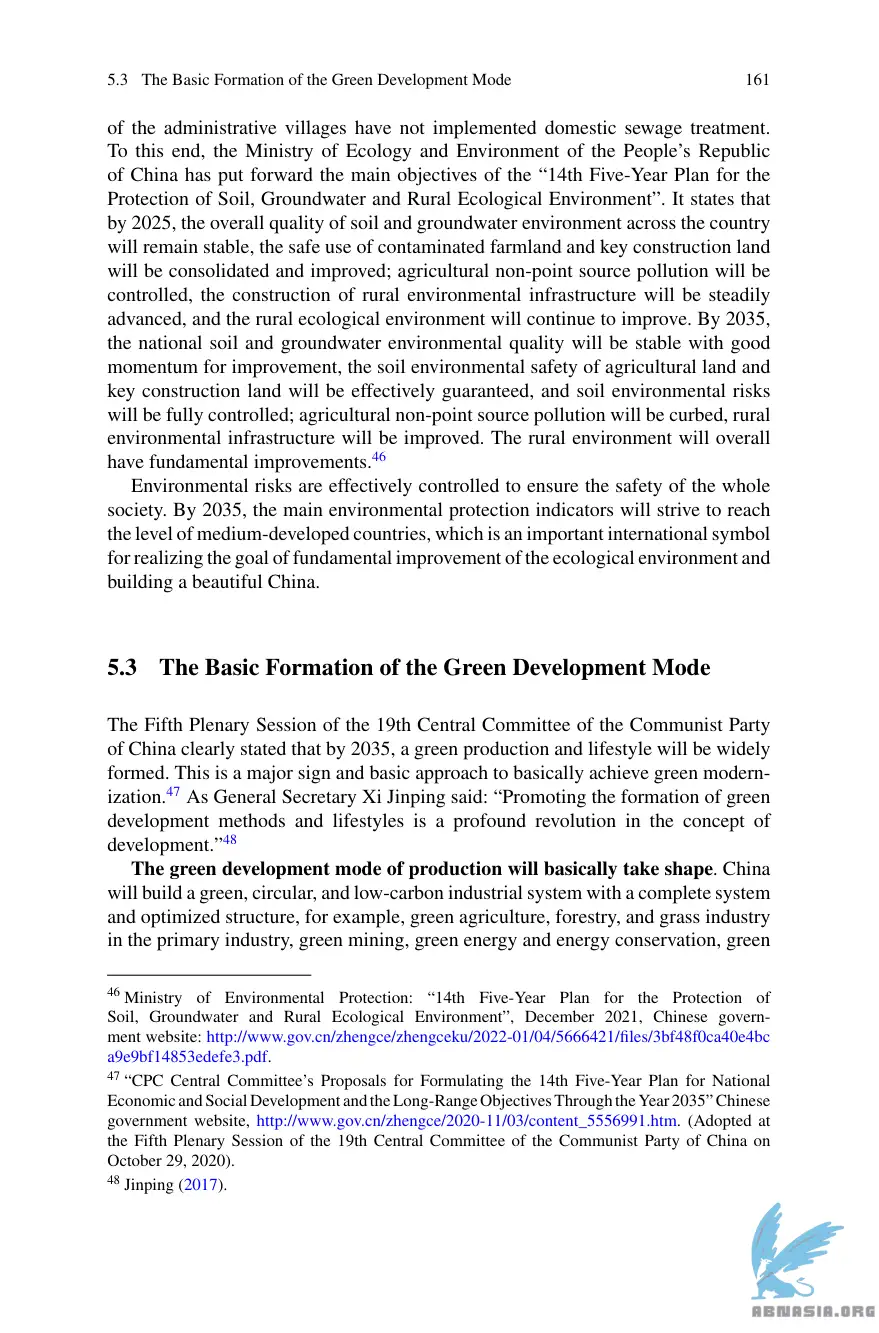 5.3 The Basic Formation of the Green Development Mode 161
of the administrative villages have not implemented domestic sewage treatment.
To this end, the Ministry of Ecology and Environment of the People’s Republic
of China has put forward the main objectives of the “14th Five-Year Plan for the
Protection of Soil, Groundwater and Rural Ecological Environment”. It states that
by 2025, the overall quality of soil and groundwater environment across the country
will remain stable, the safe use of contaminated farmland and key construction land
will be consolidated and improved; agricultural non-point source pollution will be
controlled, the construction of rural environmental infrastructure will be steadily
advanced, and the rural ecological environment will continue to improve. By 2035,
the national soil and groundwater environmental quality will be stable with good
momentum for improvement, the soil environmental safety of agricultural land and
key construction land will be effectively guaranteed, and soil environmental risks
will be fully controlled; agricultural non-point source pollution will be curbed, rural
environmental infrastructure will be improved. The rural environment will overall
have fundamental improvements.46
Environmental risks are effectively controlled to ensure the safety of the whole
society. By 2035, the main environmental protection indicators will strive to reach
the level of medium-developed countries, which is an important international symbol
for realizing the goal of fundamental improvement of the ecological environment and
building a beautiful China.
5.3 The Basic Formation of the Green Development Mode
The Fifth Plenary Session of the 19th Central Committee of the Communist Party
of China clearly stated that by 2035, a green production and lifestyle will be widely
formed. This is a major sign and basic approach to basically achieve green modern-
ization.47 As General Secretary Xi Jinping said: “Promoting the formation of green
development methods and lifestyles is a profound revolution in the concept of
development.”48
The green development mode of production will basically take shape. China
will build a green, circular, and low-carbon industrial system with a complete system
and optimized structure, for example, green agriculture, forestry, and grass industry
in the primary industry, green mining, green energy and energy conservation, green
46 Ministry of Environmental Protection: “14th Five-Year Plan for the Protection of
Soil, Groundwater and Rural Ecological Environment”, December 2021, Chinese govern-
ment website: http://www.gov.cn/zhengce/zhengceku/2022-01/04/5666421/files/3bf48f0ca40e4bc
a9e9bf14853edefe3.pdf.
47 “CPC Central Committee’s Proposals for Formulating the 14th Five-Year Plan for National
Economic and Social Development and the Long-Range Objectives Through the Year 2035” Chinese
government website, http://www.gov.cn/zhengce/2020-11/03/content_5556991.htm. (Adopted at
the Fifth Plenary Session of the 19th Central Committee of the Communist Party of China on
October 29, 2020).
48 Jinping (2017).
ABNASIA.ORG